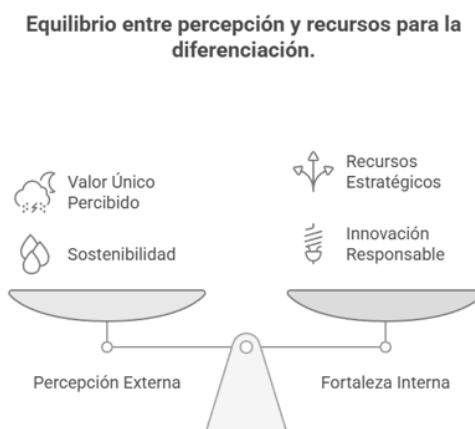 Equilibrio entre percepción y recursos para la
diferenciación.
Valor Único
Percibido
Sostenibilidad
Recursos
Estratégicos
Innovación
Responsable
Percepción Externa
Fortaleza Interna